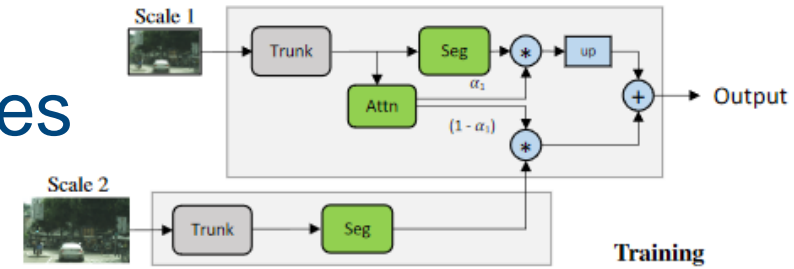 Scale 1
Trunk
Seg
*
up
α₁
Attn
+
Output
es
(1 - α₁)
*
Scale 2
Trunk
Seg
Training